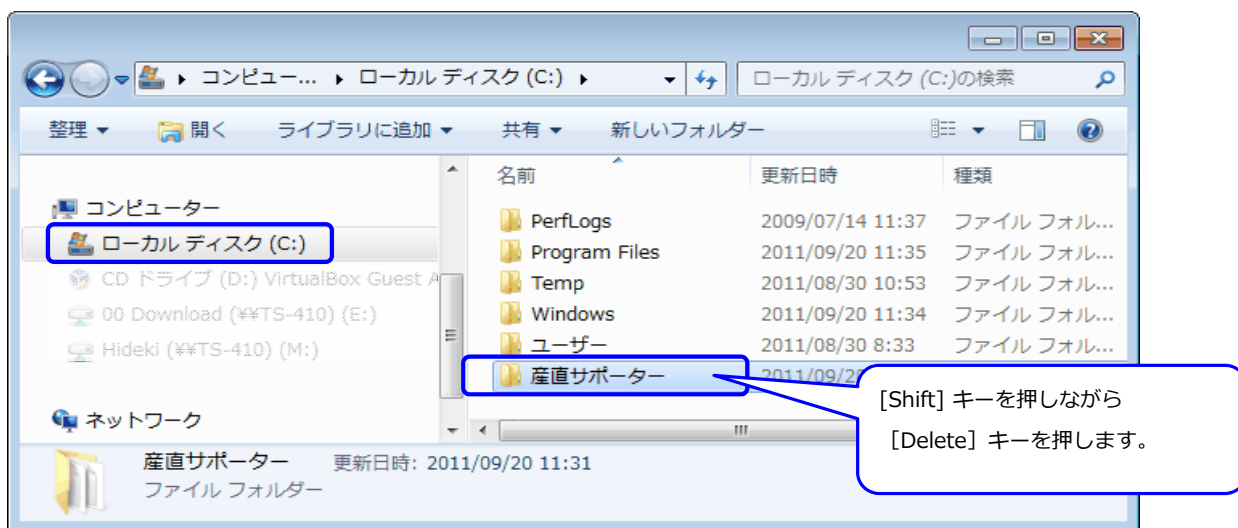 コンピュー... ▸ ローカル ディスク (C:) ▸
ローカル ディスク (C:)の検索
整理 開く ライブラリに追加 共有 新しいフォルダー
名前 更新日時 種類
コンピューター
ローカル ディスク (C:)
CD ドライブ (D:) VirtualBox Guest
00 Download (¥¥TS-410) (E:)
Hideki (¥¥TS-410) (M:)
ネットワーク
PerfLogs 2009/07/14 11:37 ファイル フォル...
Program Files 2011/09/20 11:35 ファイル フォル...
Temp 2011/08/30 10:53 ファイル フォル...
Windows 2011/09/20 11:34 ファイル フォル...
ユーザー 2011/08/30 8:33 ファイル フォル...
産直サポーター
[Shift] キーを押しながら
［Delete］キーを押します。
産直サポーター 更新日時: 2011/09/20 11:31
ファイル フォルダー